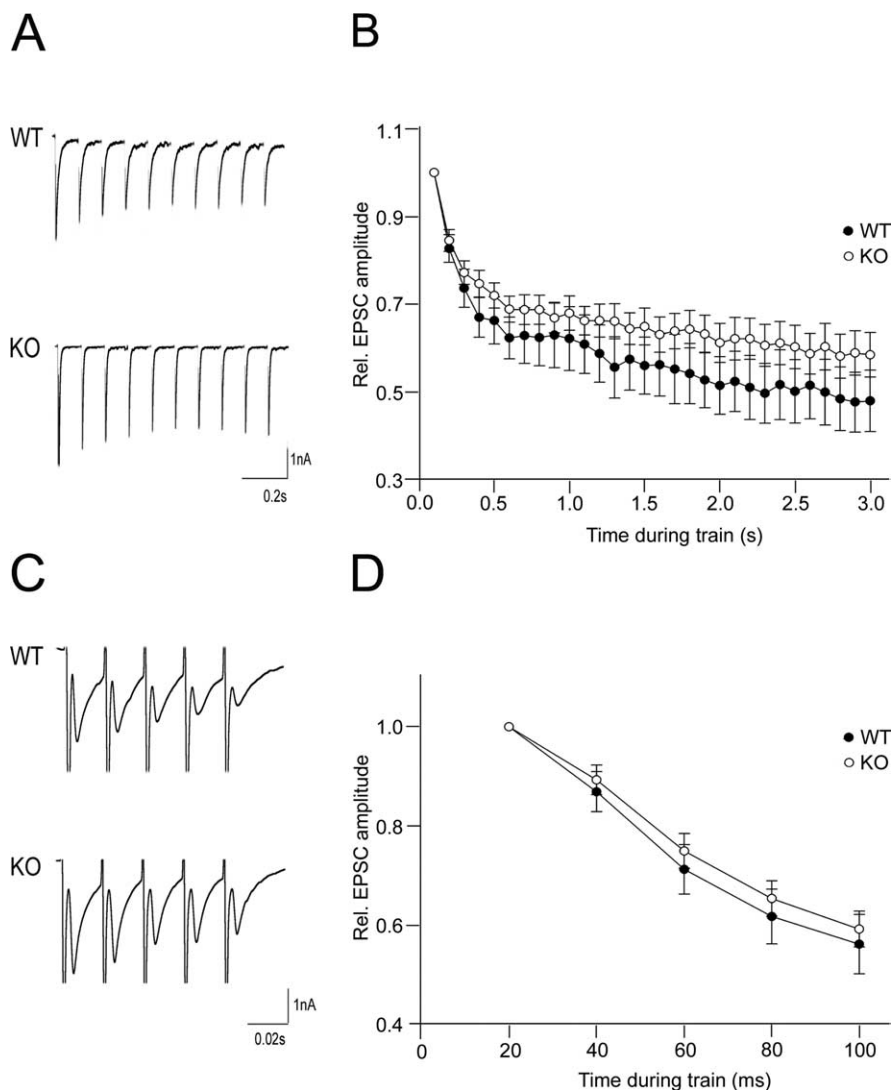 A
WT
KO
1nA
0.2s
B
1.1
0.9
0.7
0.5
0.3
Rel. EPSC amplitude
WT
KO
0.0 0.5 1.0 1.5 2.0 2.5 3.0
Time during train (s)
C
WT
KO
1nA
0.02s
D
1.0
0.8
0.6
0.4
Rel. EPSC amplitude
WT
KO
0 20 40 60 80 100
Time during train (ms)